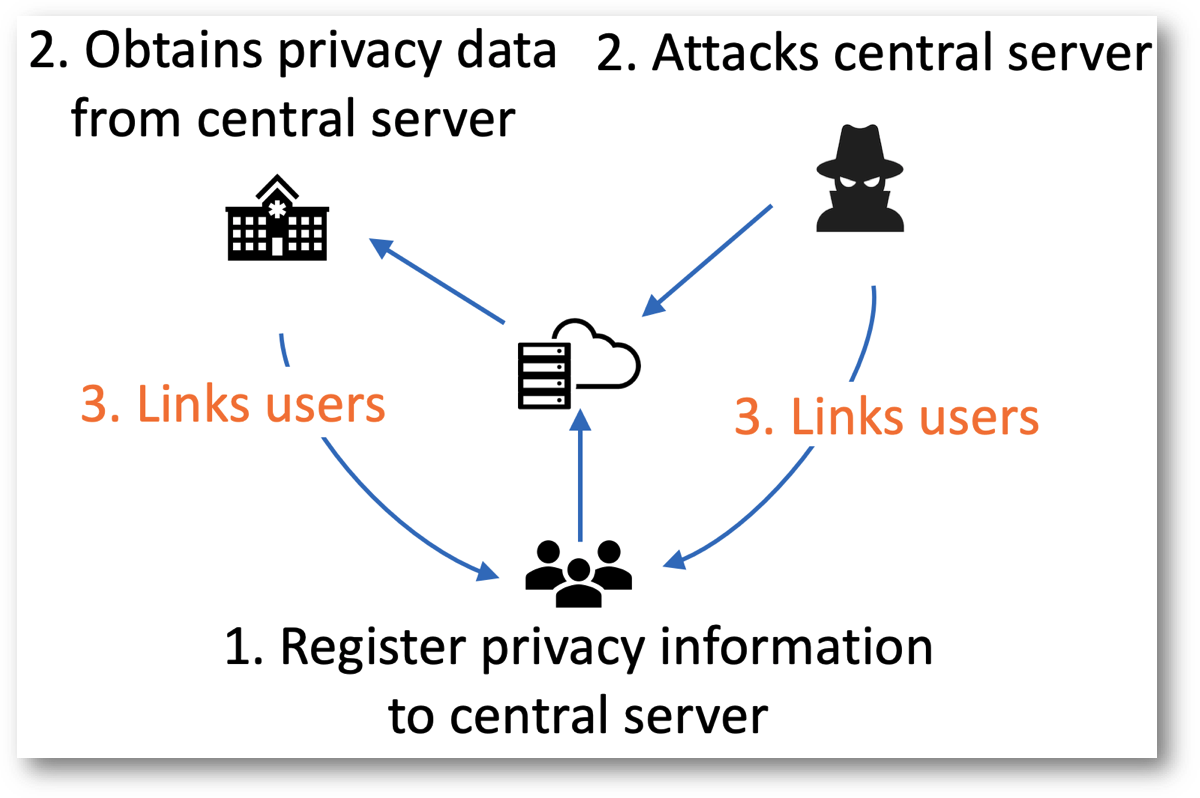 2. Obtains privacy data
from central server
2. Attacks central server
3. Links users
3. Links users
1. Register privacy information
to central server